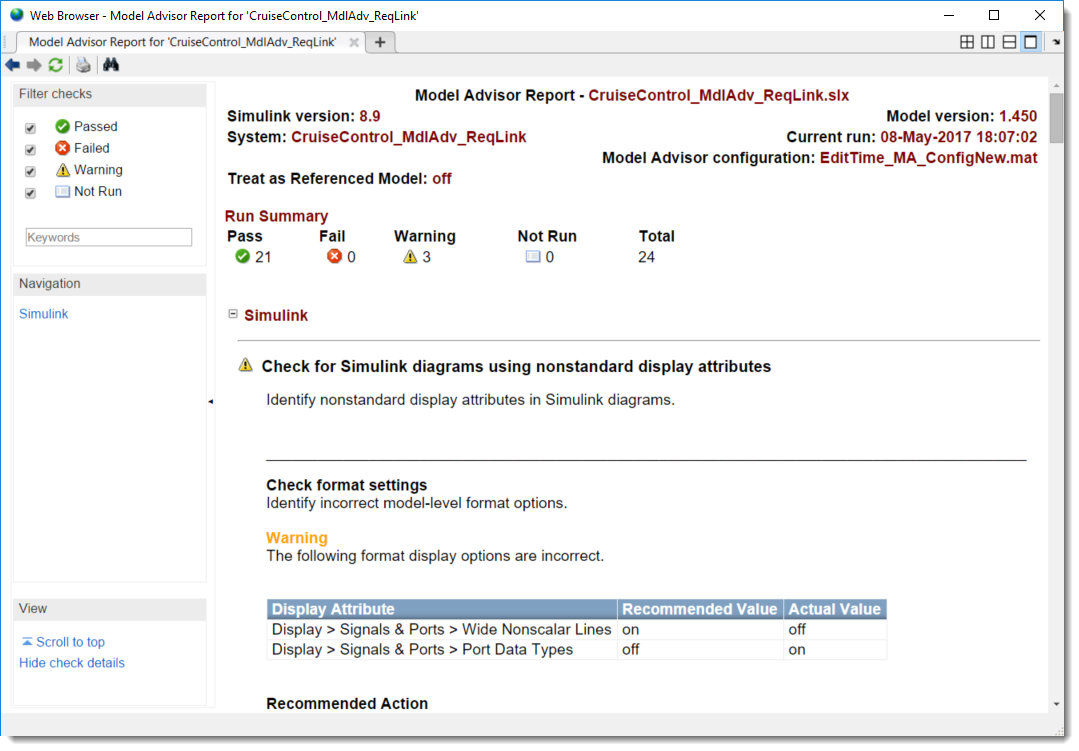 Web Browser - Model Advisor Report for 'CruiseControl_MdlAdv_ReqLink'
Model Advisor Report for 'CruiseControl_MdlAdv_ReqLink'
Filter checks
Passed
Failed
Warning
Not Run
Keywords
Navigation
Simulink
View
Scroll to top
Hide check details
Model Advisor Report - CruiseControl_MdlAdv_ReqLink.slx
Simulink version: 8.9 Model version: 1.450
System: CruiseControl_MdlAdv_ReqLink Current run: 08-May-2017 18:07:02
Model Advisor configuration: EditTime_MA_ConfigNew.mat
Treat as Referenced Model: off
Run Summary
Pass Fail Warning Not Run Total
21 0 3 0 24
Simulink
Check for Simulink diagrams using nonstandard display attributes
Identify nonstandard display attributes in Simulink diagrams.
Check format settings
Identify incorrect model-level format options.
Warning
The following format display options are incorrect.
Display Attribute Recommended Value Actual Value
Display > Signals & Ports > Wide Nonscalar Lines on off
Display > Signals & Ports > Port Data Types off on
Recommended Action